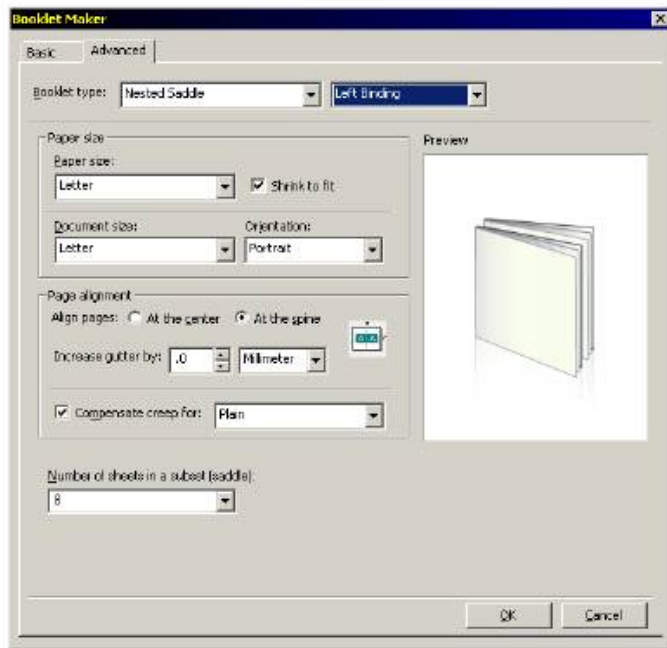 Booklet Maker
Basic Advanced
Booklet type: Nested Saddle Left Binding
Paper size
Paper size:
Letter Shrink to fit
Document size: Orientation:
Letter Portrait
Page alignment
Align pages: At the center At the spine
Increase gutter by: .0 Millimeter
Compensate creep for: Plain
Number of sheets in a subset (saddle):
8
Preview
OK Cancel